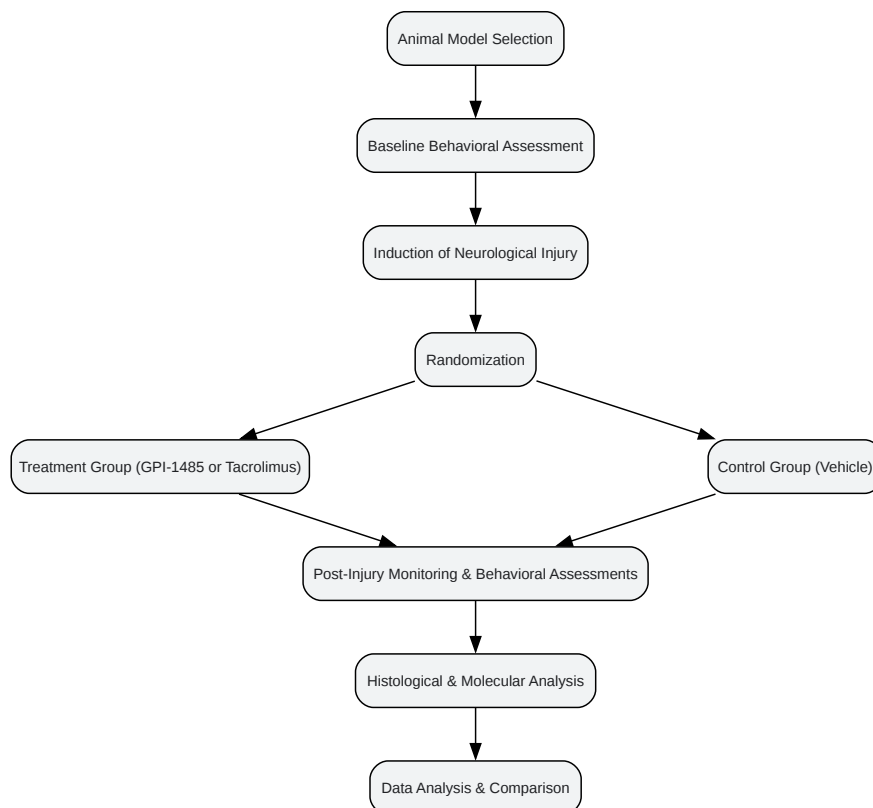 Animal Model Selection
Baseline Behavioral Assessment
Induction of Neurological Injury
Randomization
Treatment Group (GPI-1485 or Tacrolimus)
Control Group (Vehicle)
Post-Injury Monitoring & Behavioral Assessments
Histological & Molecular Analysis
Data Analysis & Comparison